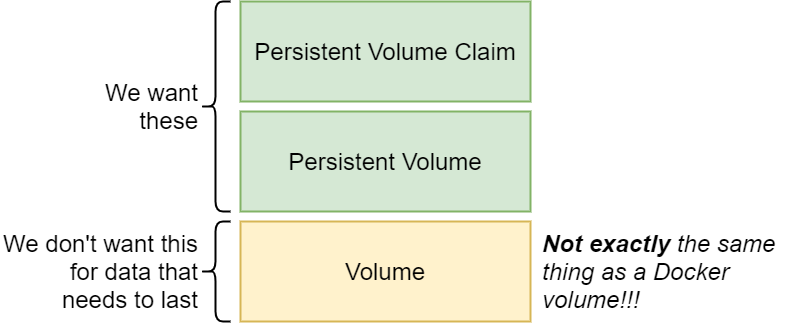 Persistent Volume Claim
We want
these
Persistent Volume
We don't want this
for data that
needs to last
Volume
Not exactly the same
thing as a Docker
volume!!!